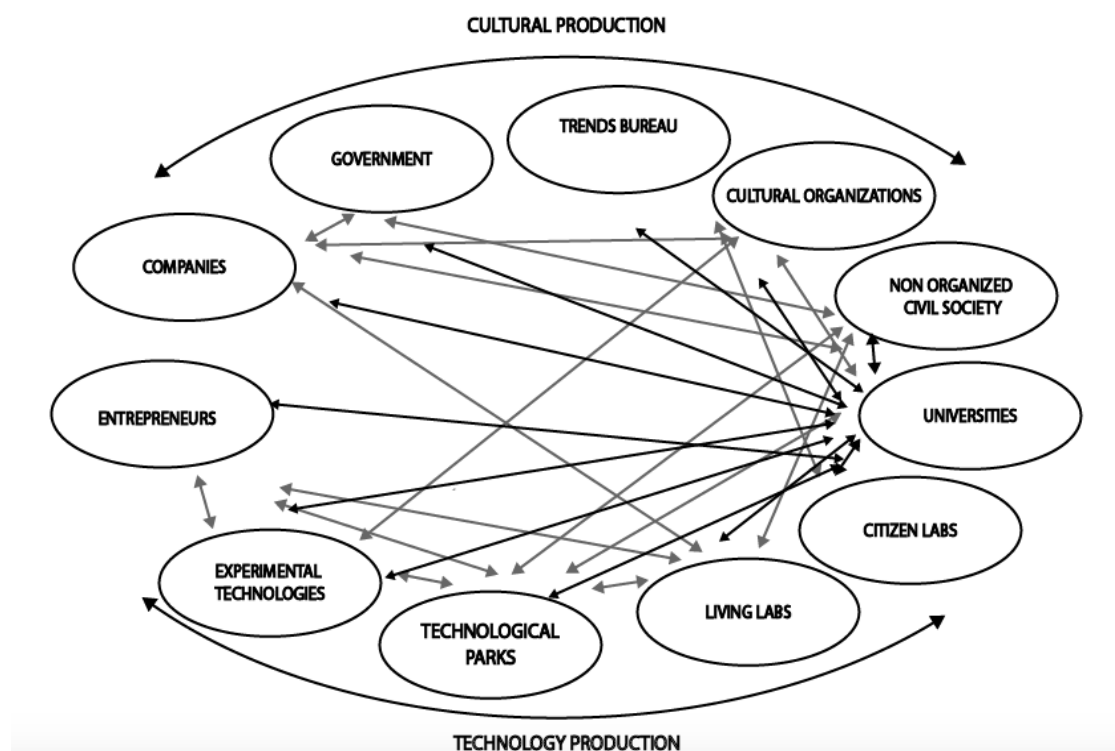 CULTURAL PRODUCTION
TRENDS BUREAU
GOVERNMENT
CULTURAL ORGANIZATIONS
COMPANIES
NON ORGANIZED
CIVIL SOCIETY
ENTREPRENEURS
UNIVERSITIES
CITIZEN LABS
EXPERIMENTAL
TECHNOLOGIES
LIVING LABS
TECHNOLOGICAL
PARKS
TECHNOLOGY PRODUCTION